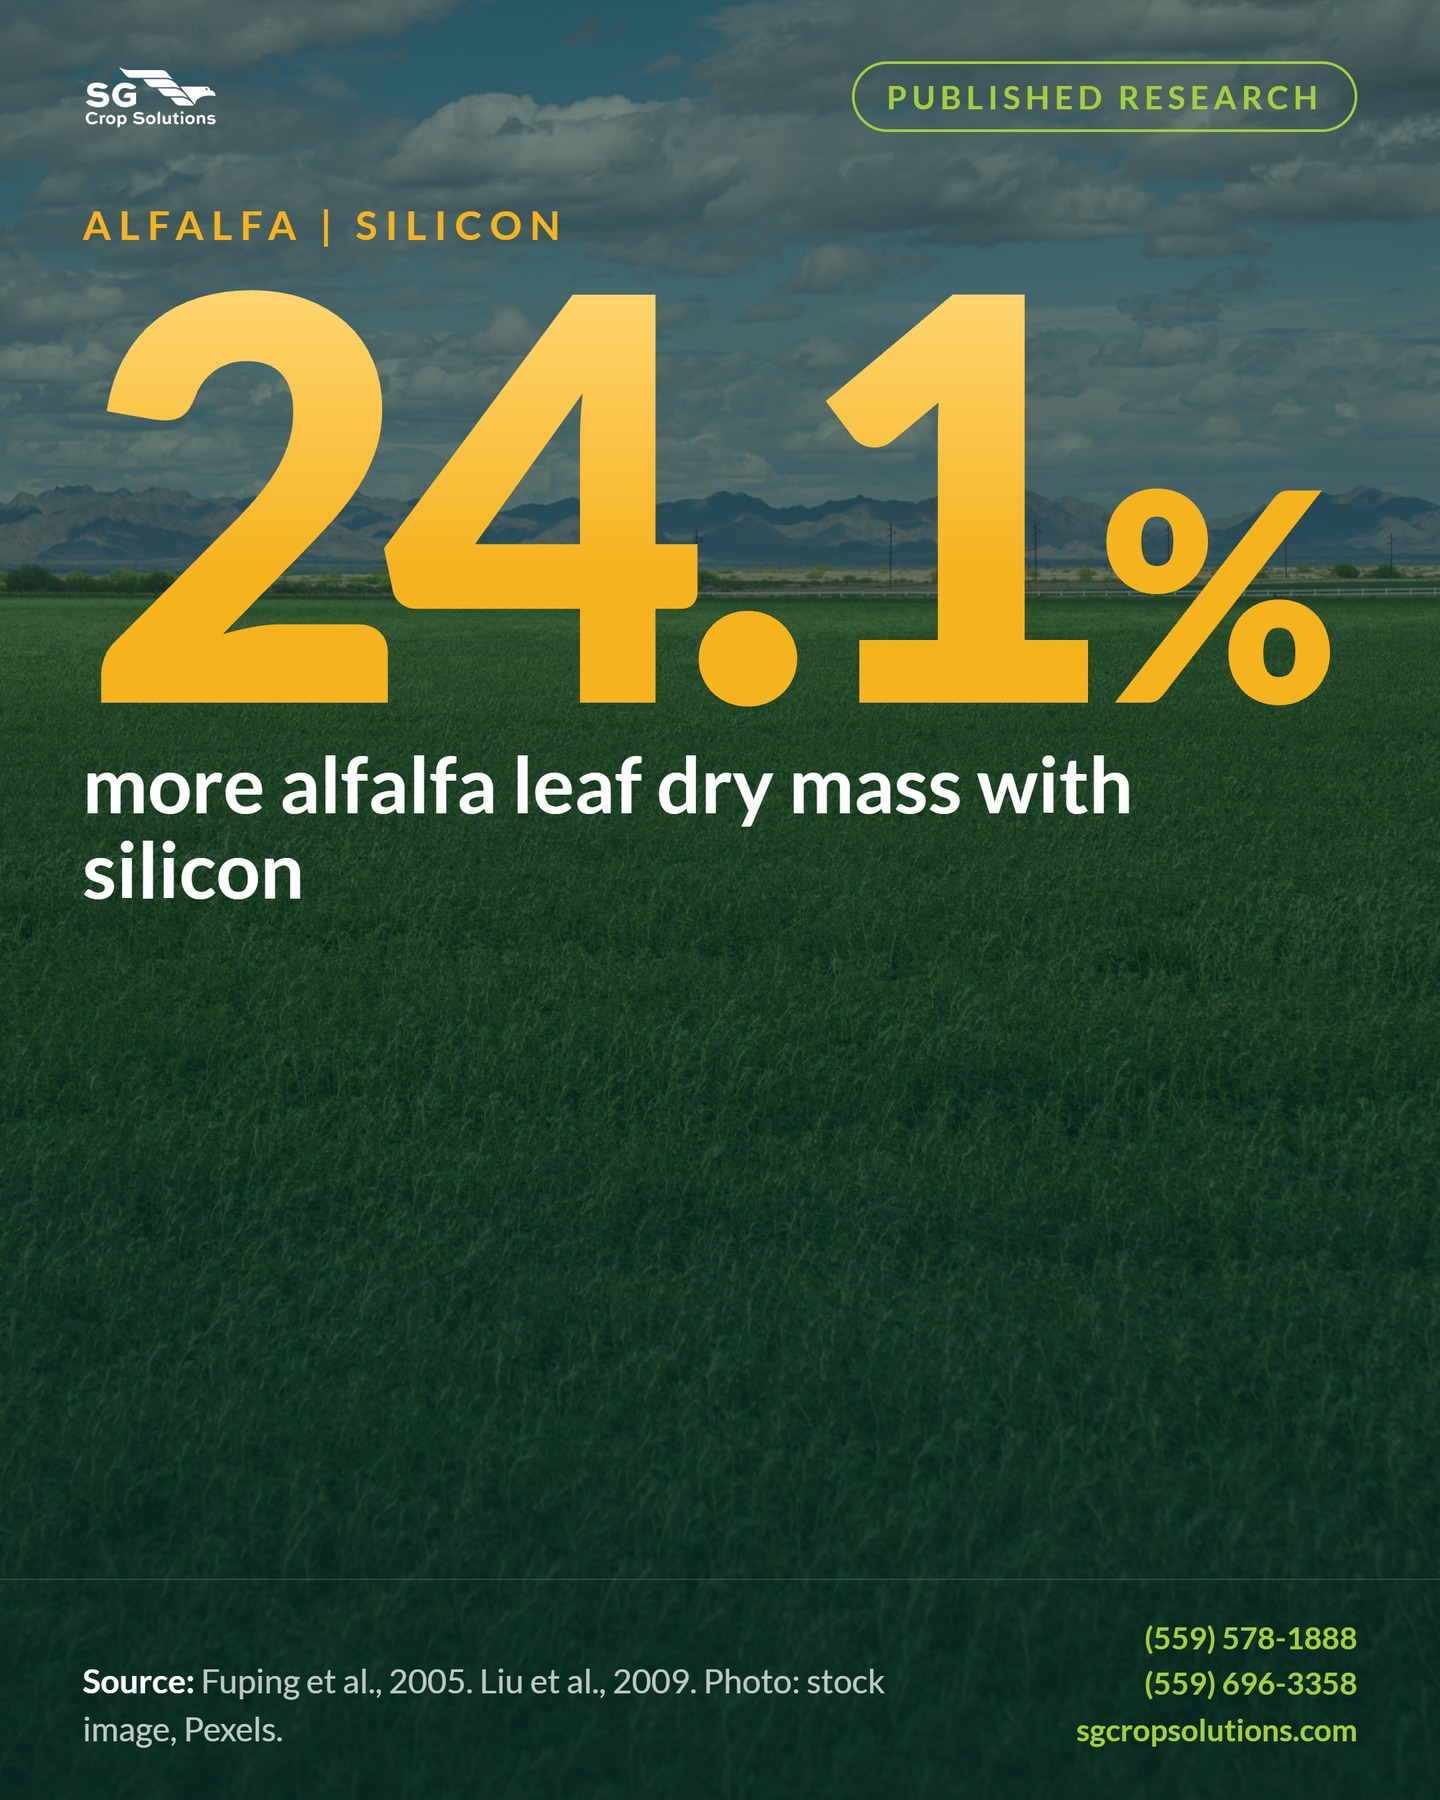 SG
Crop Solutions
PUBLISHED RESEARCH
ALFALFA | SILICON
24.1%
more alfalfa leaf dry mass with
silicon
Source: Fuping et al., 2005. Liu et al., 2009. Photo: stock
image, Pexels.
(559) 578-1888
(559) 696-3358
sgcropsolutions.com